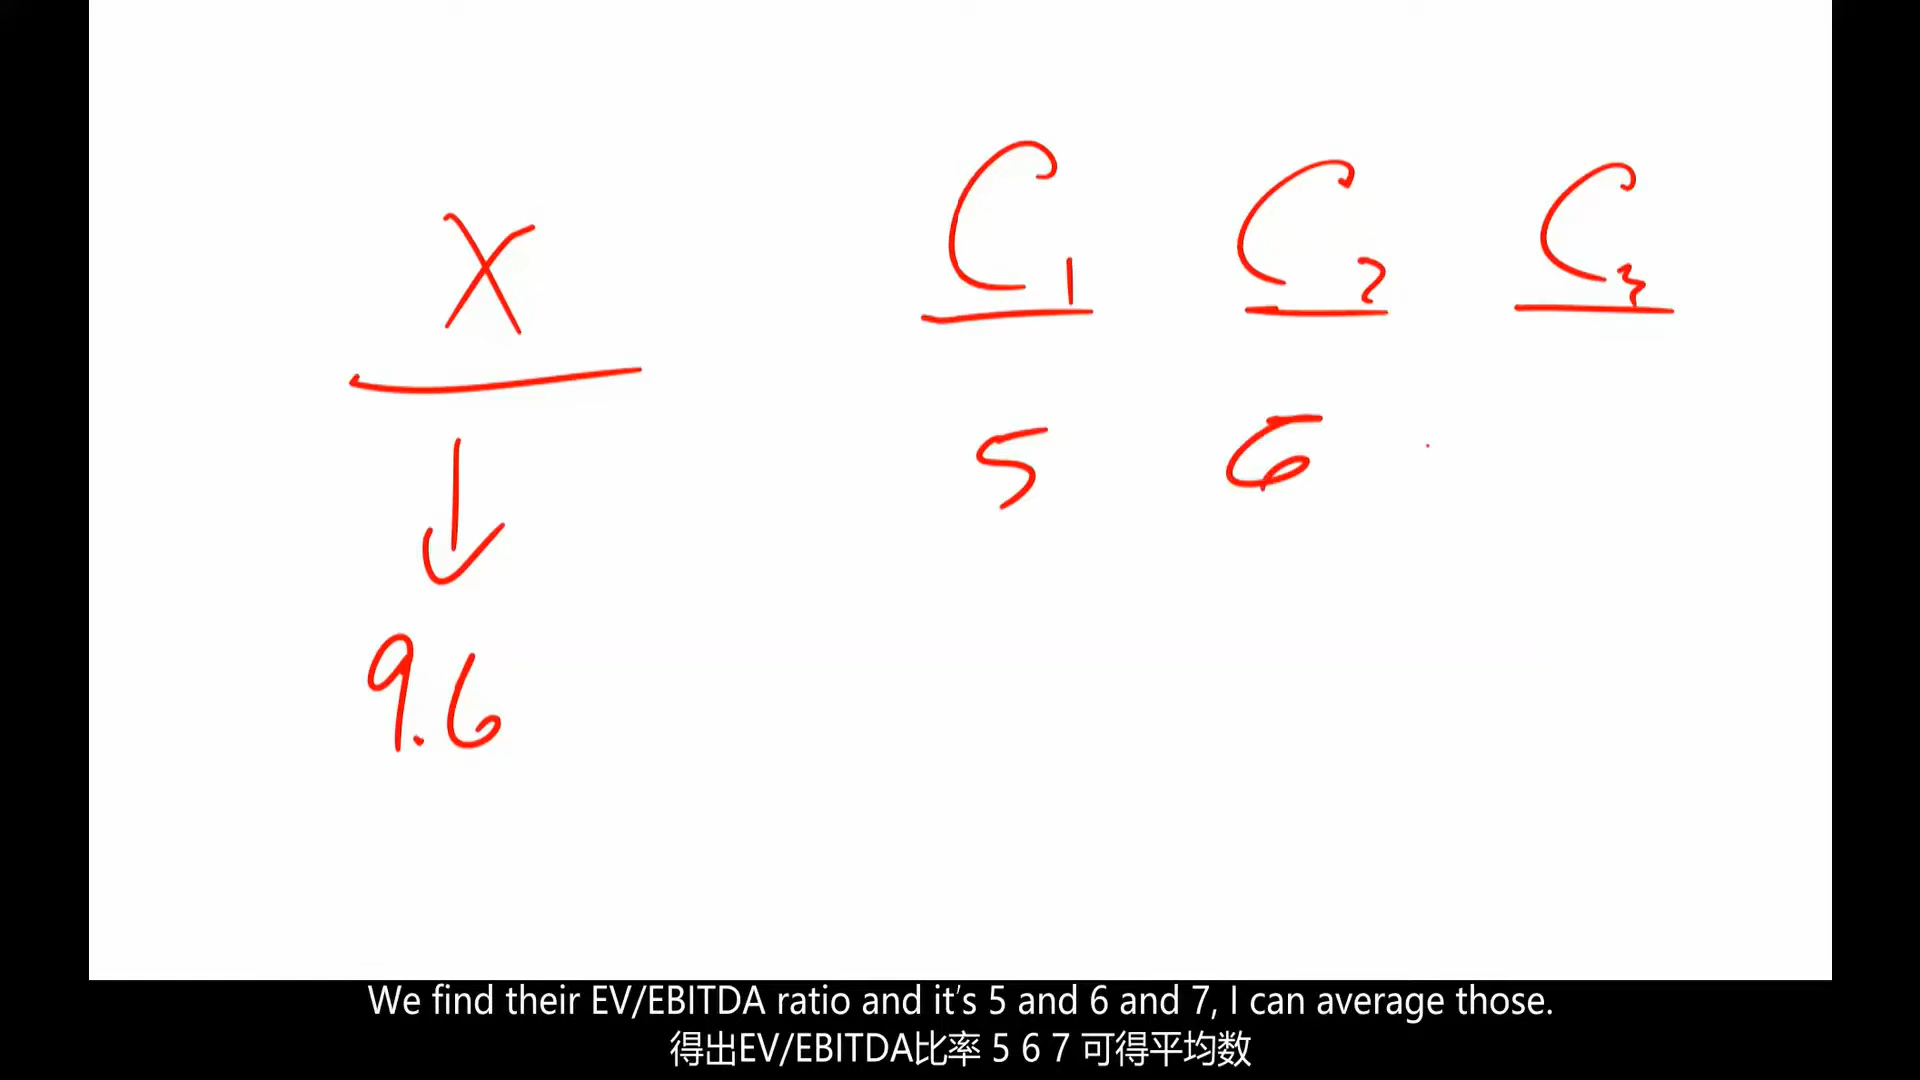 X
C1 C2 C3
5 6
9.6
We find their EV/EBITDA ratio and it's 5 and 6 and 7, I can average those.
得出EV/EBITDA比率 5 6 7 可得平均数